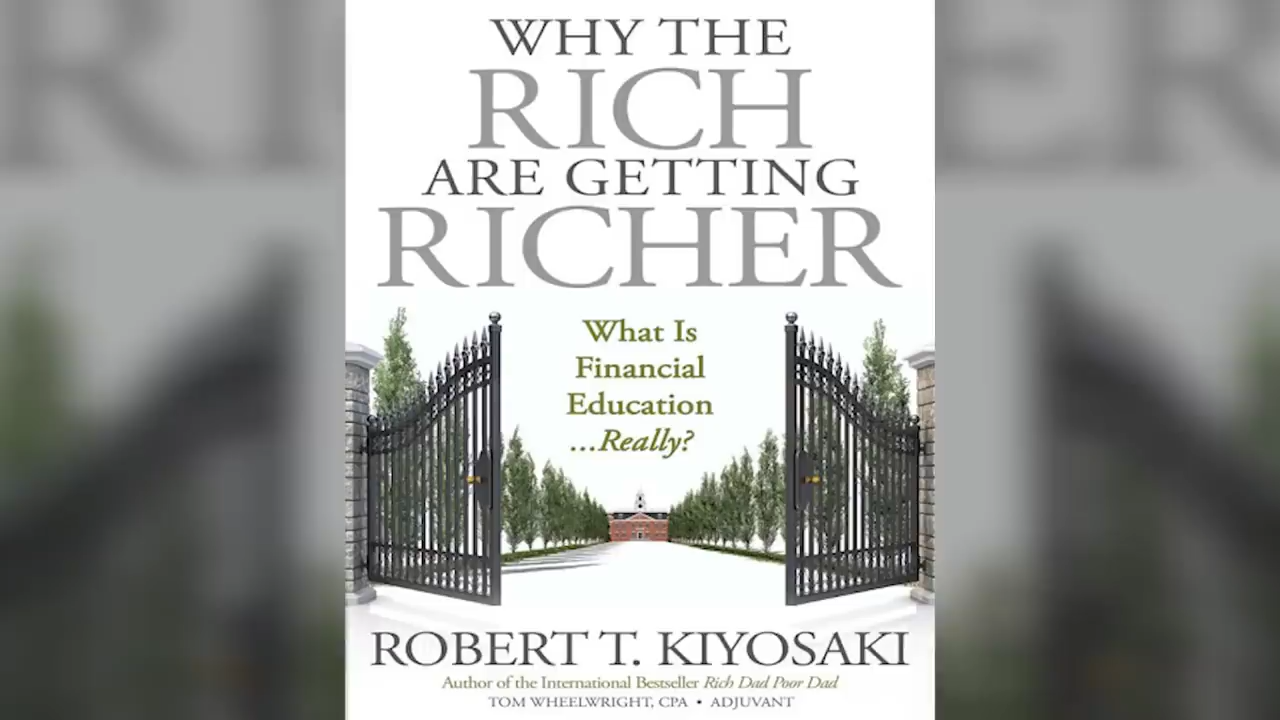 WHY THE
RICH
ARE GETTING
RICHER
What Is
Financial
Education
...Really?
ROBERT T. KIYOSAKI
Author of the International Bestseller Rich Dad Poor Dad
TOM WHEELWRIGHT, CPA • ADJUVANT